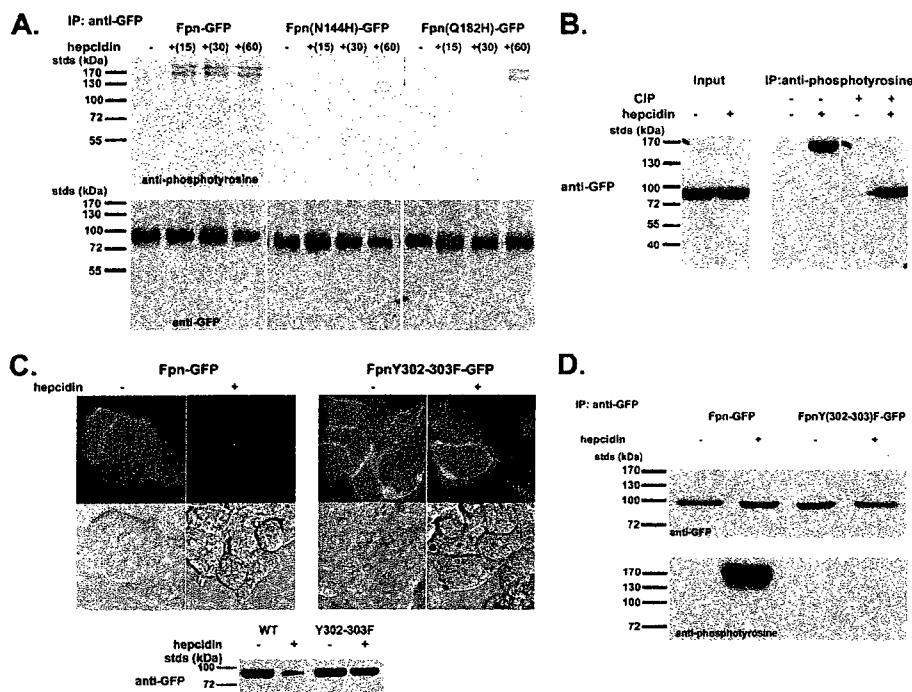 A.
IP: anti-GFP
Fpn-GFP Fpn(N144H)-GFP Fpn(Q182H)-GFP
hepcidin - +(15) +(30) +(60) - +(15) +(30) +(60) - +(15) +(30) +(60)
stds (kDa)
170
130
100
72
55
anti-phosphotyrosine
stds (kDa)
170
130
100
72
55
anti-GFP
B.
Input IP:anti-phosphotyrosine
CIP - - + +
hepcidin - + - + - +
stds (kDa)
170
130
100
72
55
40
anti-GFP
C.
Fpn-GFP FpnY302-303F-GFP
hepcidin - + - +
WT Y302-303F
hepcidin - + - +
stds (kDa)
100
72
anti-GFP
D.
IP: anti-GFP
Fpn-GFP FpnY(302-303)F-GFP
hepcidin - + - +
stds (kDa)
170
130
100
72
anti-GFP
170
130
100
72
anti-phosphotyrosine